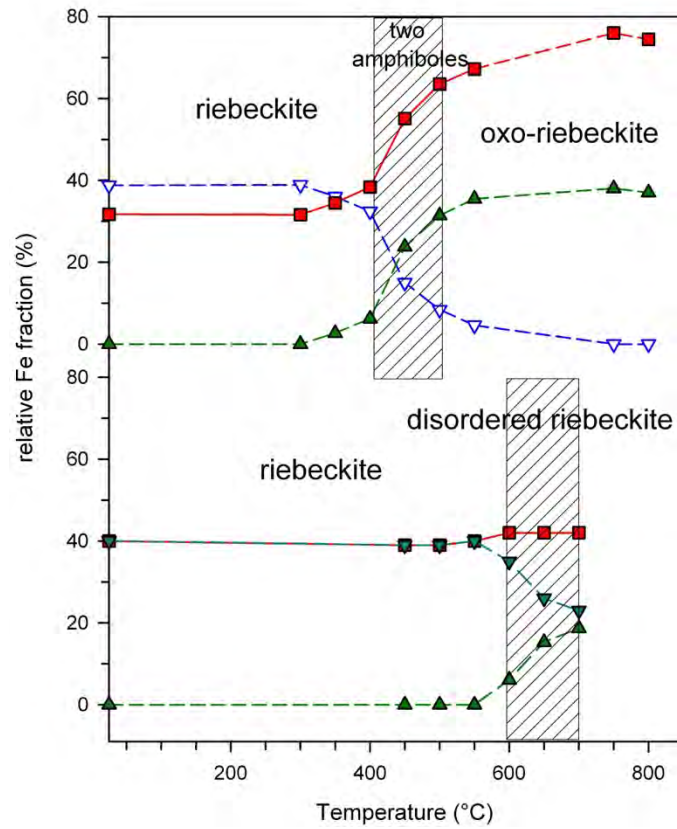 80
two
amphiboles
riebeckite
60
oxo-riebeckite
40
20
0
relative Fe fraction (%)
80
disordered riebeckite
riebeckite
60
40
20
0
200
400
600
800
Temperature (°C)